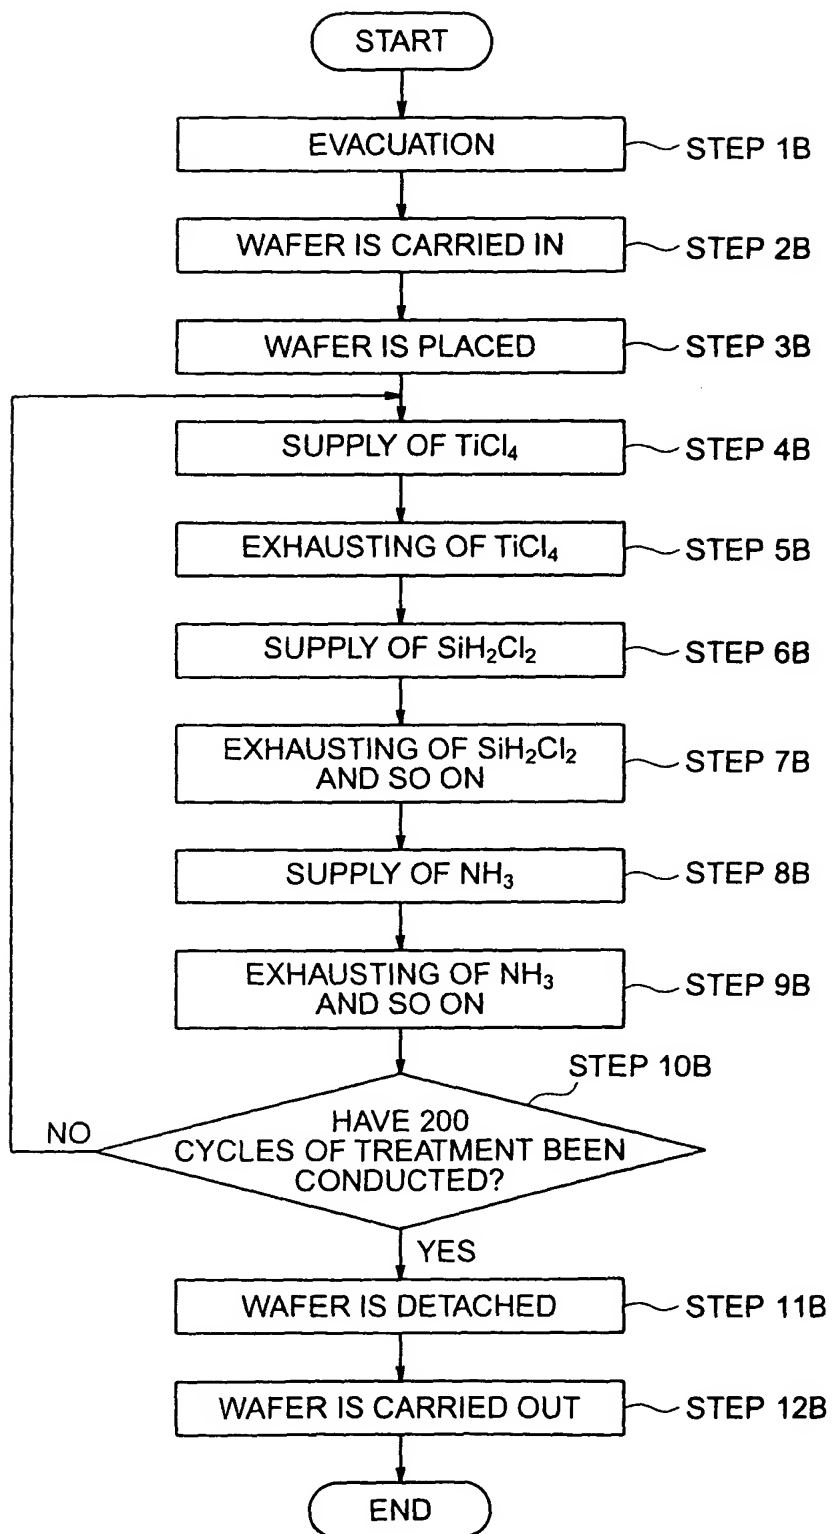 START
EVACUATION
STEP 1B
WAFER IS CARRIED IN
STEP 2B
WAFER IS PLACED
STEP 3B
SUPPLY OF TiCl₄
STEP 4B
EXHAUSTING OF TiCl₄
STEP 5B
SUPPLY OF SiH₂Cl₂
STEP 6B
EXHAUSTING OF SiH₂Cl₂
AND SO ON
STEP 7B
SUPPLY OF NH₃
STEP 8B
EXHAUSTING OF NH₃
AND SO ON
STEP 9B
STEP 10B
HAVE 200
CYCLES OF TREATMENT BEEN
CONDUCTED?
NO
YES
WAFER IS DETACHED
STEP 11B
WAFER IS CARRIED OUT
STEP 12B
END